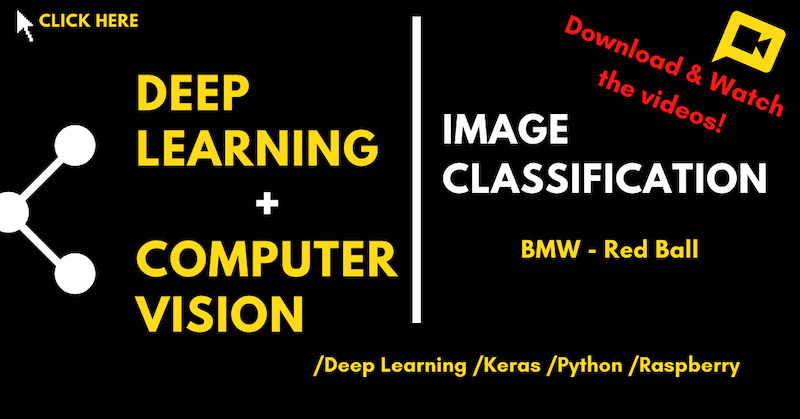 CLICK HERE
Download & Watch
the videos!
DEEP
LEARNING
+
COMPUTER
VISION
IMAGE
CLASSIFICATION
BMW - Red Ball
/Deep Learning /Keras /Python /Raspberry